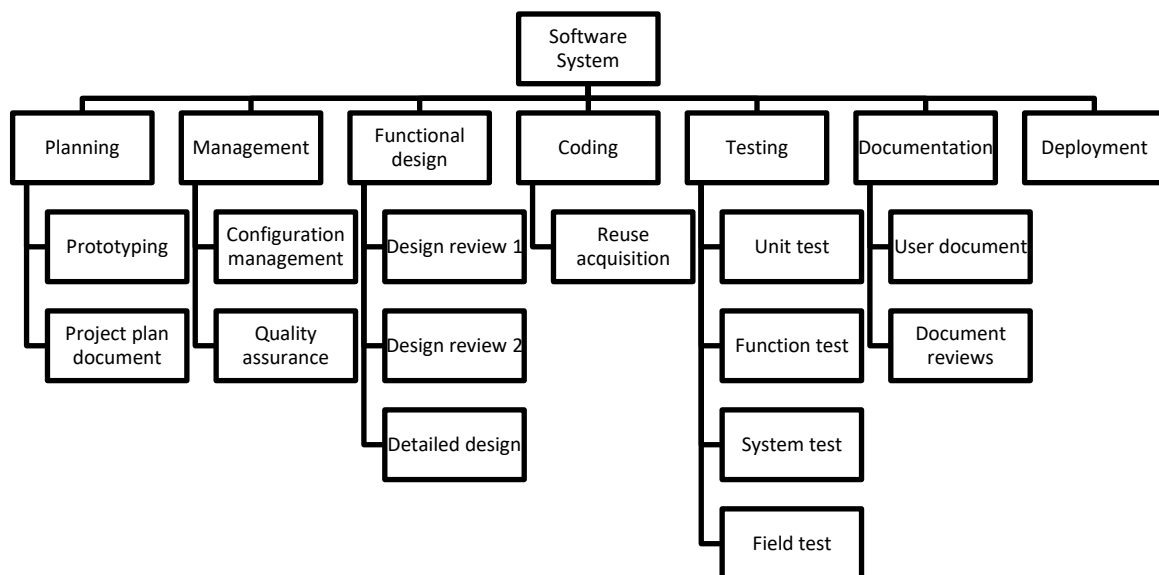 Software
System
Planning
Management
Functional
design
Coding
Testing
Documentation
Deployment
Prototyping
Project plan
document
Configuration
management
Quality
assurance
Design review 1
Design review 2
Detailed design
Reuse
acquisition
Unit test
Function test
System test
Field test
User document
Document
reviews